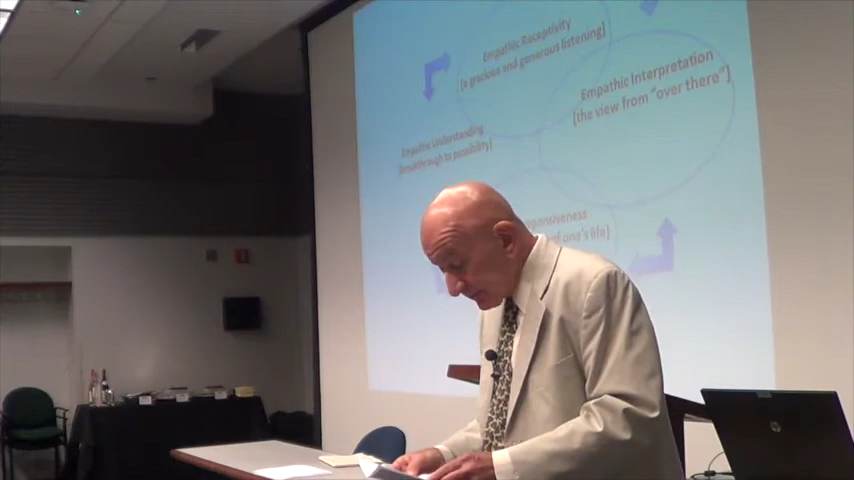 Empathic Receptivity
[a gracious and generous listening]
Empathic Interpretation
[the view from "over there"]
Empathic Understanding
[breakthrough to possibility]
of one's life]